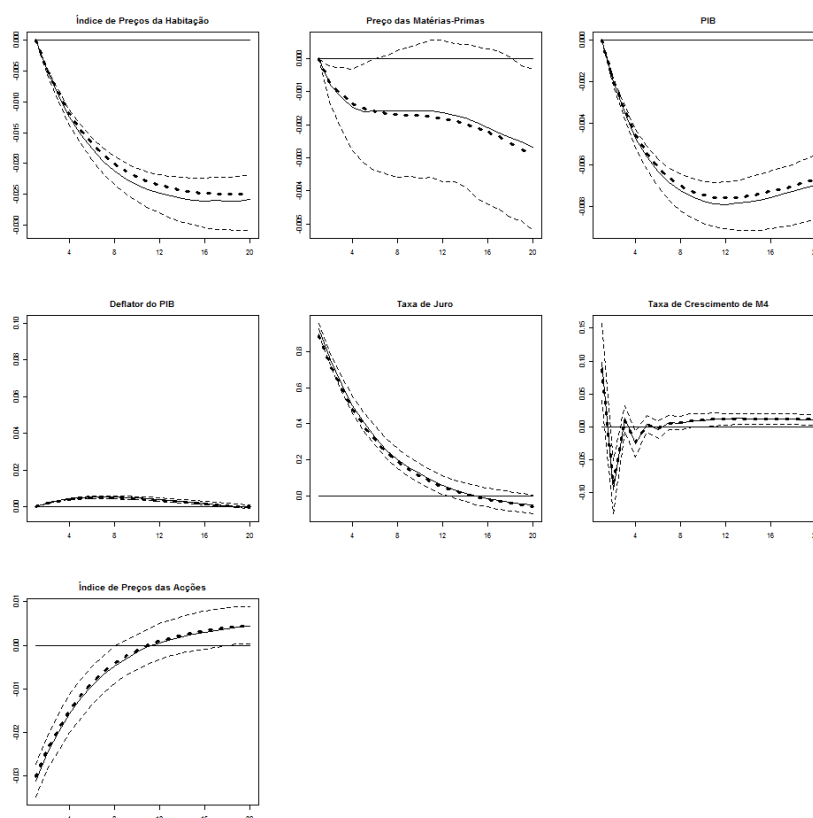 Índice de Preços da Habitação
0.000
-0.005
-0.010
-0.015
-0.020
-0.025
-0.030
4 8 12 16 20
Preço das Matérias-Primas
0.000
-0.001
-0.002
-0.003
-0.004
-0.005
4 8 12 16 20
PIB
0.000
-0.002
-0.004
-0.006
-0.008
4 8 12 16
Deflator do PIB
0.10
0.08
0.06
0.04
0.02
0.00
4 8 12 16 20
Taxa de Juro
0.8
0.6
0.4
0.2
0.0
4 8 12 16 20
Taxa de Crescimento de M4
0.15
0.10
0.05
0.00
-0.05
-0.10
4 8 12 16
Índice de Preços das Acções
0.01
0.00
-0.01
-0.02
-0.03
4 8 12 16 20